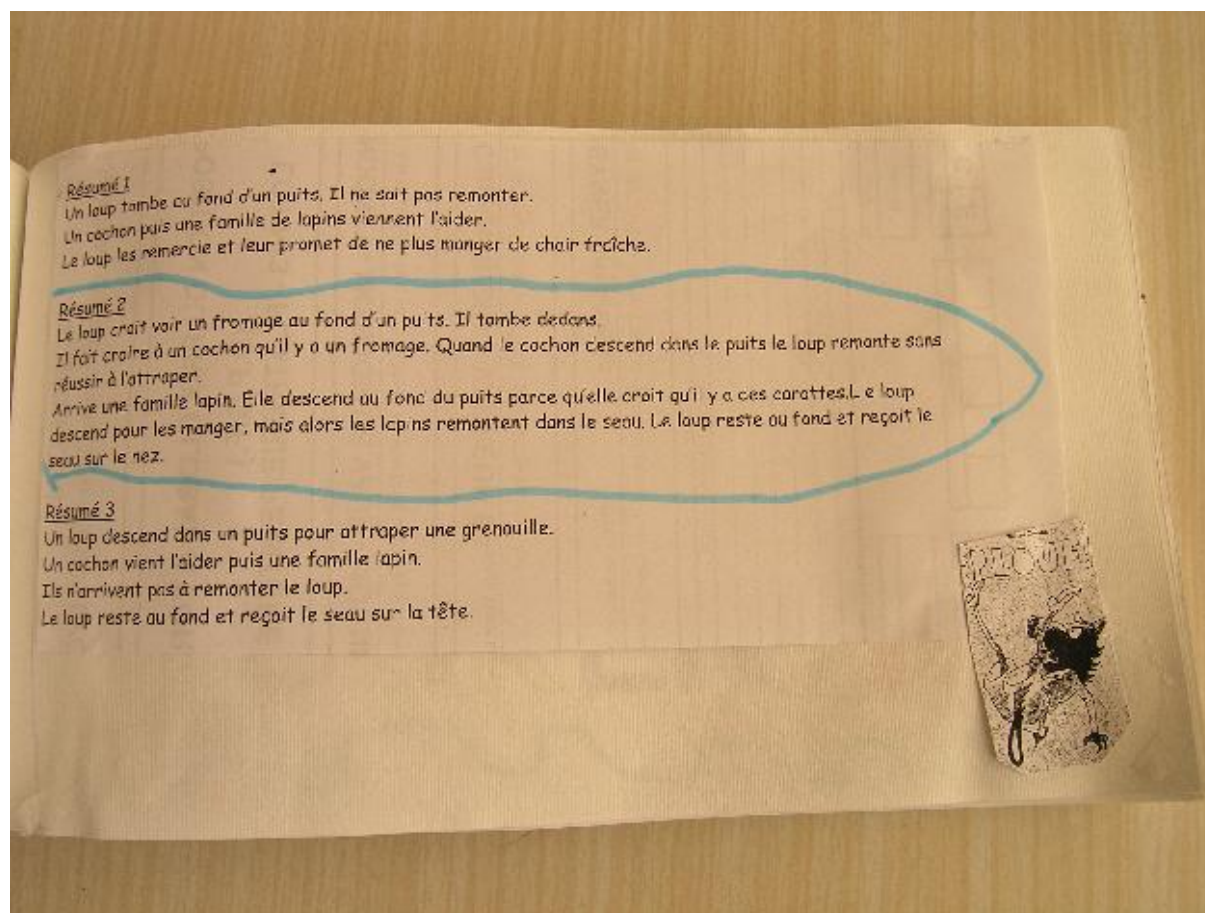 Résumé 1
Un loup tombe au fond d'un puits. Il ne sait pas remonter.
Un cochon puis une famille de lapins viennent l'aider.
Le loup les remercie et leur promet de ne plus manger de chair fraîche.
Résumé 2
Le loup croit voir un fromage au fond d'un puits. Il tombe dedans.
Il fait croire à un cochon qu'il y a un fromage. Quand le cochon descend dans le puits le loup remonte sans
réussir à l'attraper.
Arrive une famille lapin. Elle descend au fond du puits parce qu'elle croit qu'il y a des carottes.L e loup
descend pour les manger, mais alors les lapins remontent dans le seau. Le loup reste au fond et reçoit le
seau sur le nez.
Résumé 3
Un loup descend dans un puits pour attraper une grenouille.
Un cochon vient l'aider puis une famille lapin.
Ils n'arrivent pas à remonter le loup.
Le loup reste au fond et reçoit le seau sur la tête.